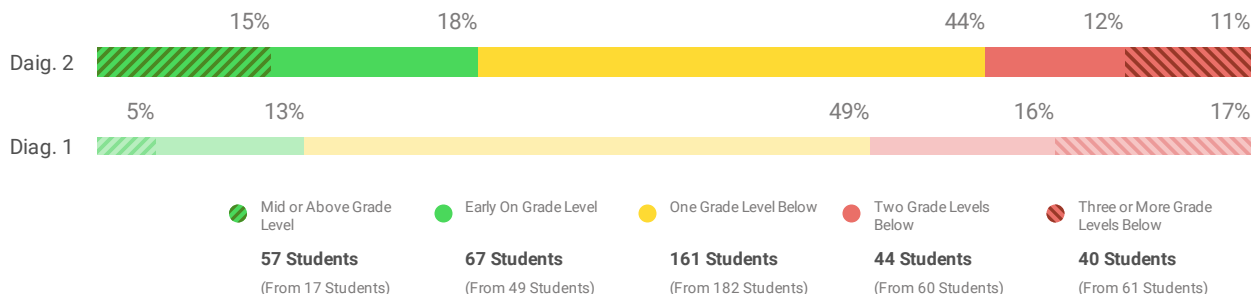 15% 18% 44% 12% 11%
Daig. 2
5% 13% 49% 16% 17%
Diag. 1
Mid or Above Grade
Level
57 Students
(From 17 Students)
Early On Grade Level
67 Students
(From 49 Students)
One Grade Level Below
161 Students
(From 182 Students)
Two Grade Levels
Below
44 Students
(From 60 Students)
Three or More Grade
Levels Below
40 Students
(From 61 Students)